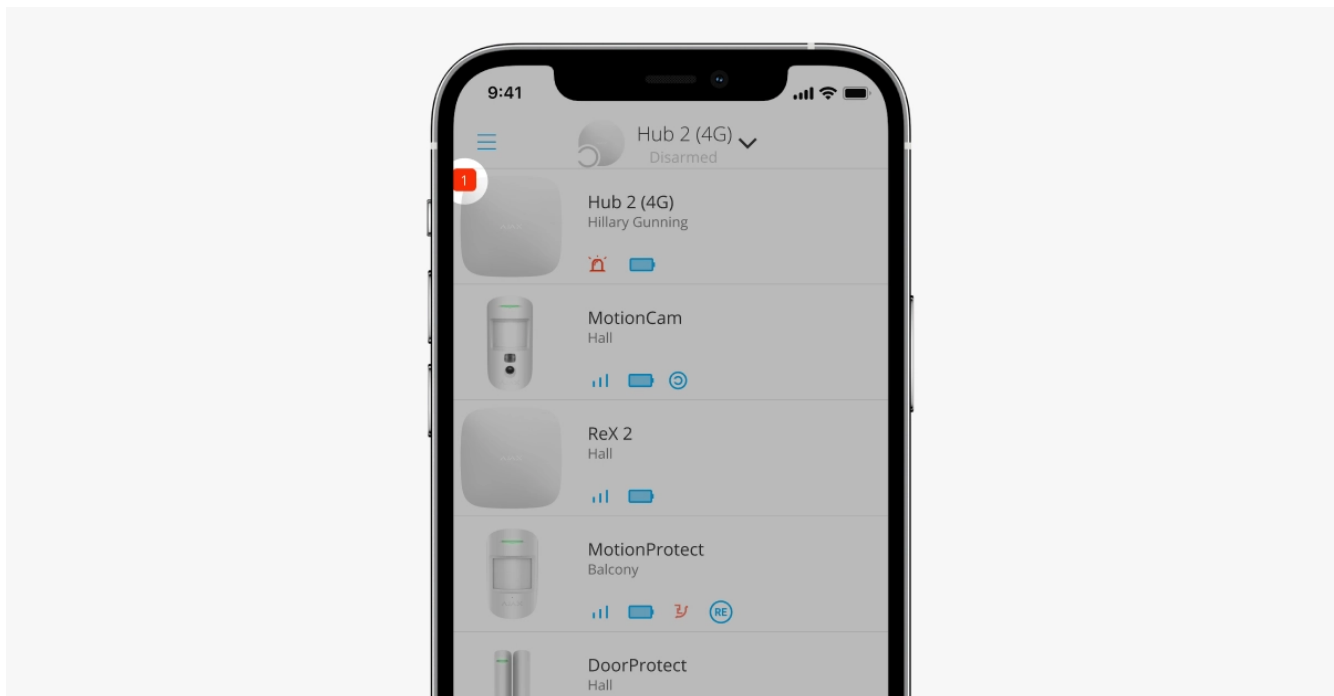 9:41
Hub 2 (4G)
Disarmed
1
Hub 2 (4G)
Hillary Gunning
MotionCam
Hall
ReX 2
Hall
MotionProtect
Balcony
RE
DoorProtect
Hall